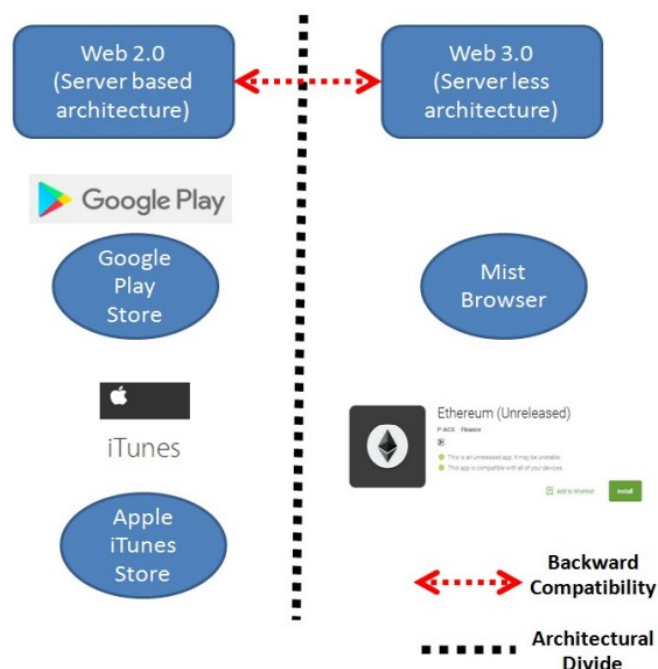 Web 2.0
(Server based
architecture)
Web 3.0
(Server less
architecture)
Google Play
Google
Play
Store
Mist
Browser
iTunes
Ethereum (Unreleased)
Finance
This is an unreleased app. It may be unstable.
This app is compatible with all of your devices
Add to Wishlist
Install
Apple
iTunes
Store
Backward
Compatibility
Architectural
Divide